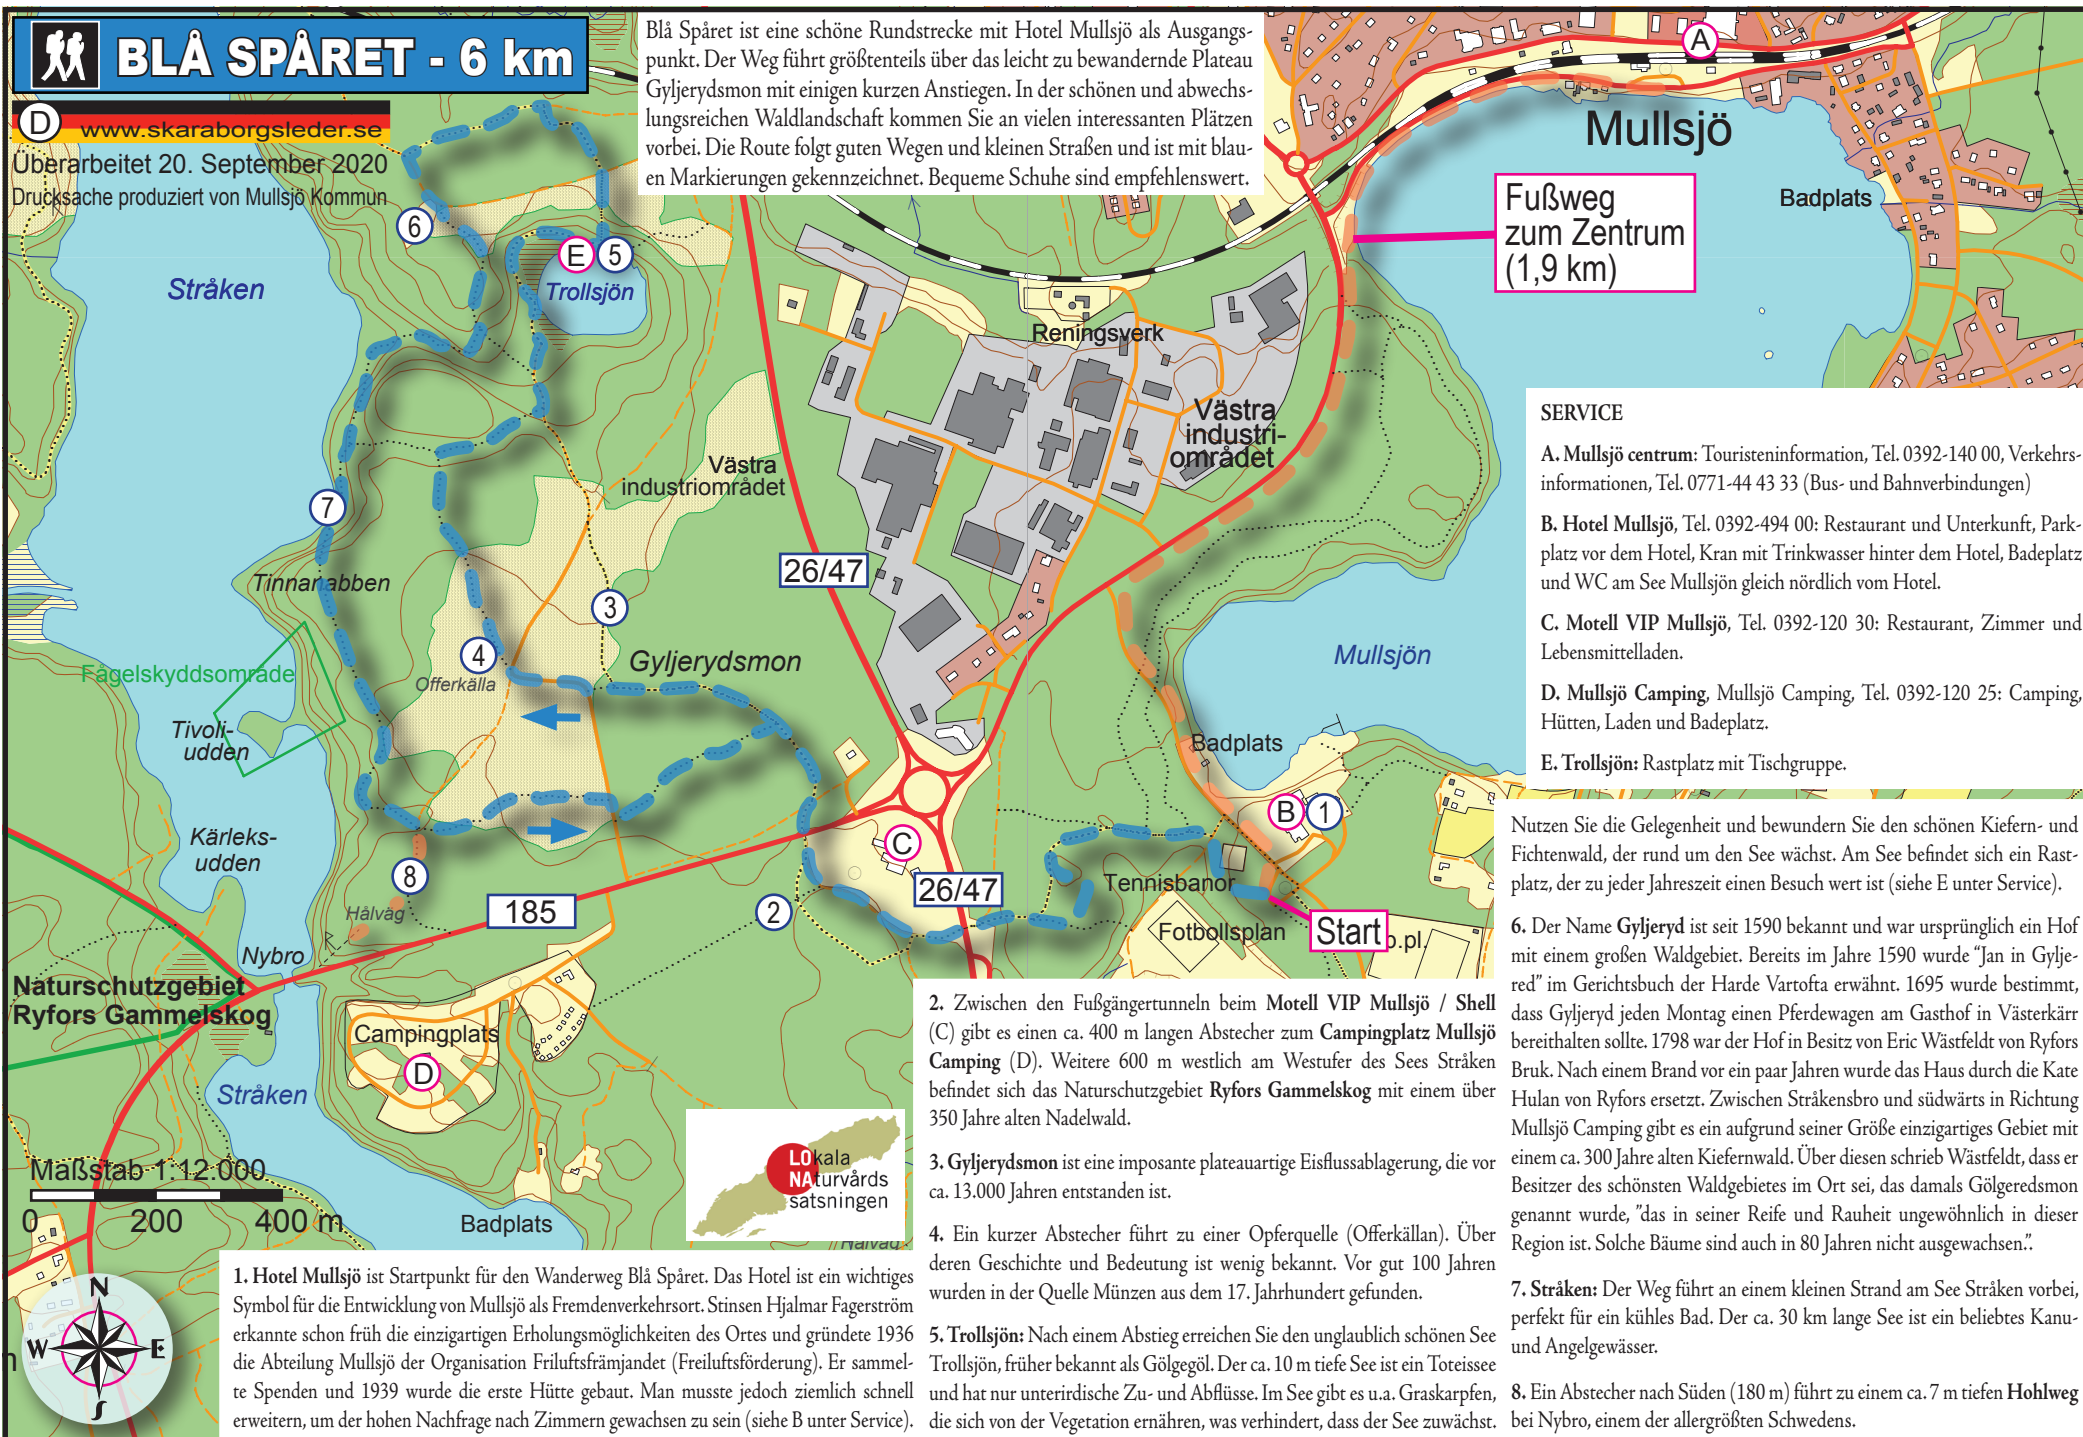 BLÅ SPÅRET - 6 km
D www.skaraborgsleder.se
Überarbeitet 20. September 2020
Drucksache produziert von Mullsjö Kommun
Blå Spåret ist eine schöne Rundstrecke mit Hotel Mullsjö als Ausgangs-
punkt. Der Weg führt größtenteils über das leicht zu bewandernde Plateau
Gyljerydsmon mit einigen kurzen Anstiegen. In der schönen und abwechs-
lungsreichen Waldlandschaft kommen Sie an vielen interessanten Plätzen
vorbei. Die Route folgt guten Wegen und kleinen Straßen und ist mit blau-
en Markierungen gekennzeichnet. Bequeme Schuhe sind empfehlenswert.
A
Mullsjö
Badplats
Fußweg
zum Zentrum
(1,9 km)
6
E
5
Stråken
Trollsjön
Reningsverk
Västra
industri-
området
Västra
industriområdet
7
Tinnarabben
26/47
3
4
Offerkälla
Gyljerydsmon
Mullsjön
Fågelskyddsområde
Tivoli-
udden
Badplats
B
1
Kärleks-
udden
C
8
26/47
Tennisbanor
185
2
Hålväg
Fotbollsplan
Start
p.pl.
Nybro
Naturschutzgebiet
Ryfors Gammelskog
Campingplats
D
Stråken
Badplats
Hålväg
Maßstab 1:12.000
0 200 400 m
N
W
E
S
LOkala
NAturvårds
satsningen
SERVICE
A. Mullsjö centrum: Touristeninformation, Tel. 0392-140 00, Verkehrs-
informationen, Tel. 0771-44 43 33 (Bus- und Bahnverbindungen)
B. Hotel Mullsjö, Tel. 0392-494 00: Restaurant und Unterkunft, Park-
platz vor dem Hotel, Kran mit Trinkwasser hinter dem Hotel, Badeplatz
und WC am See Mullsjön gleich nördlich vom Hotel.
C. Motell VIP Mullsjö, Tel. 0392-120 30: Restaurant, Zimmer und
Lebensmittelladen.
D. Mullsjö Camping, Mullsjö Camping, Tel. 0392-120 25: Camping,
Hütten, Laden und Badeplatz.
E. Trollsjön: Rastplatz mit Tischgruppe.
1. Hotel Mullsjö ist Startpunkt für den Wanderweg Blå Spåret. Das Hotel ist ein wichtiges
Symbol für die Entwicklung von Mullsjö als Fremdenverkehrsort. Stinsen Hjalmar Fagerström
erkannte schon früh die einzigartigen Erholungsmöglichkeiten des Ortes und gründete 1936
die Abteilung Mullsjö der Organisation Friluftsfrämjandet (Freiluftsförderung). Er sammel-
te Spenden und 1939 wurde die erste Hütte gebaut. Man musste jedoch ziemlich schnell
erweitern, um der hohen Nachfrage nach Zimmern gewachsen zu sein (siehe B unter Service).
2. Zwischen den Fußgängertunneln beim Motell VIP Mullsjö / Shell
(C) gibt es einen ca. 400 m langen Abstecher zum Campingplatz Mullsjö
Camping (D). Weitere 600 m westlich am Westufer des Sees Stråken
befindet sich das Naturschutzgebiet Ryfors Gammelskog mit einem über
350 Jahre alten Nadelwald.
3. Gyljerydsmon ist eine imposante plateauartige Eisflussablagerung, die vor
ca. 13.000 Jahren entstanden ist.
4. Ein kurzer Abstecher führt zu einer Opferquelle (Offerkällan). Über
deren Geschichte und Bedeutung ist wenig bekannt. Vor gut 100 Jahren
wurden in der Quelle Münzen aus dem 17. Jahrhundert gefunden.
5. Trollsjön: Nach einem Abstieg erreichen Sie den unglaublich schönen See
Trollsjön, früher bekannt als Gölgegöl. Der ca. 10 m tiefe See ist ein Toteissee
und hat nur unterirdische Zu- und Abflüsse. Im See gibt es u.a. Graskarpfen,
die sich von der Vegetation ernähren, was verhindert, dass der See zuwächst.
Nutzen Sie die Gelegenheit und bewundern Sie den schönen Kiefern- und
Fichtenwald, der rund um den See wächst. Am See befindet sich ein Rast-
platz, der zu jeder Jahreszeit einen Besuch wert ist (siehe E unter Service).
6. Der Name Gyljeryd ist seit 1590 bekannt und war ursprünglich ein Hof
mit einem großen Waldgebiet. Bereits im Jahre 1590 wurde "Jan in Gylje-
red" im Gerichtsbuch der Harde Vartofta erwähnt. 1695 wurde bestimmt,
dass Gyljeryd jeden Montag einen Pferdewagen am Gasthof in Västerkärr
bereithalten sollte. 1798 war der Hof in Besitz von Eric Wästfeldt von Ryfors
Bruk. Nach einem Brand vor ein paar Jahren wurde das Haus durch die Kate
Hulan von Ryfors ersetzt. Zwischen Stråkensbro und südwärts in Richtung
Mullsjö Camping gibt es ein aufgrund seiner Größe einzigartiges Gebiet mit
einem ca. 300 Jahre alten Kiefernwald. Über diesen schrieb Wästfeldt, dass er
Besitzer des schönsten Waldgebietes im Ort sei, das damals Gölgeredsmon
genannt wurde, "das in seiner Reife und Rauheit ungewöhnlich in dieser
Region ist. Solche Bäume sind auch in 80 Jahren nicht ausgewachsen.".
7. Stråken: Der Weg führt an einem kleinen Strand am See Stråken vorbei,
perfekt für ein kühles Bad. Der ca. 30 km lange See ist ein beliebtes Kanu-
und Angelgewässer.
8. Ein Abstecher nach Süden (180 m) führt zu einem ca. 7 m tiefen Hohlweg
bei Nybro, einem der allergrößten Schwedens.